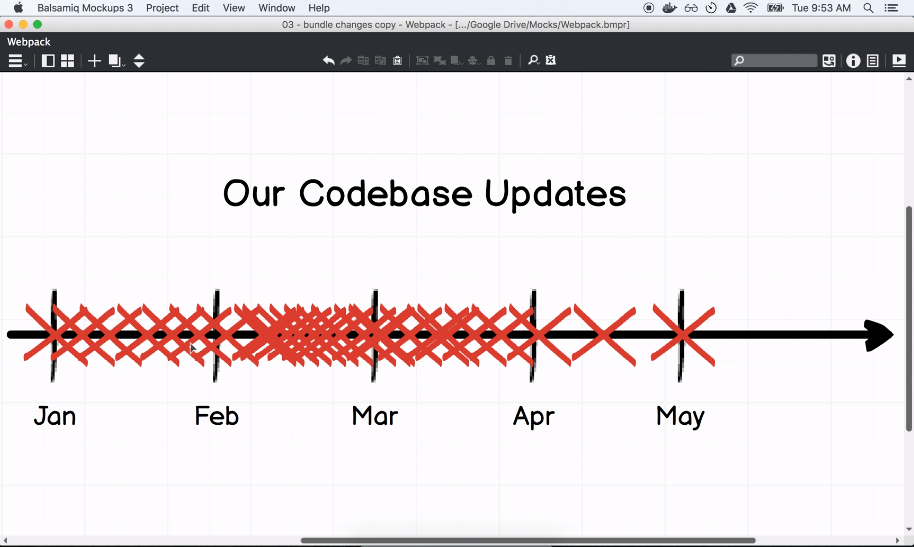 Balsamiq Mockups 3 Project Edit View Window Help Tue 9:53 AM
03 - bundle changes copy - Webpack - [.../Google Drive/Mocks/Webpack.bmpr]
Webpack
Our Codebase Updates
Jan Feb Mar Apr May